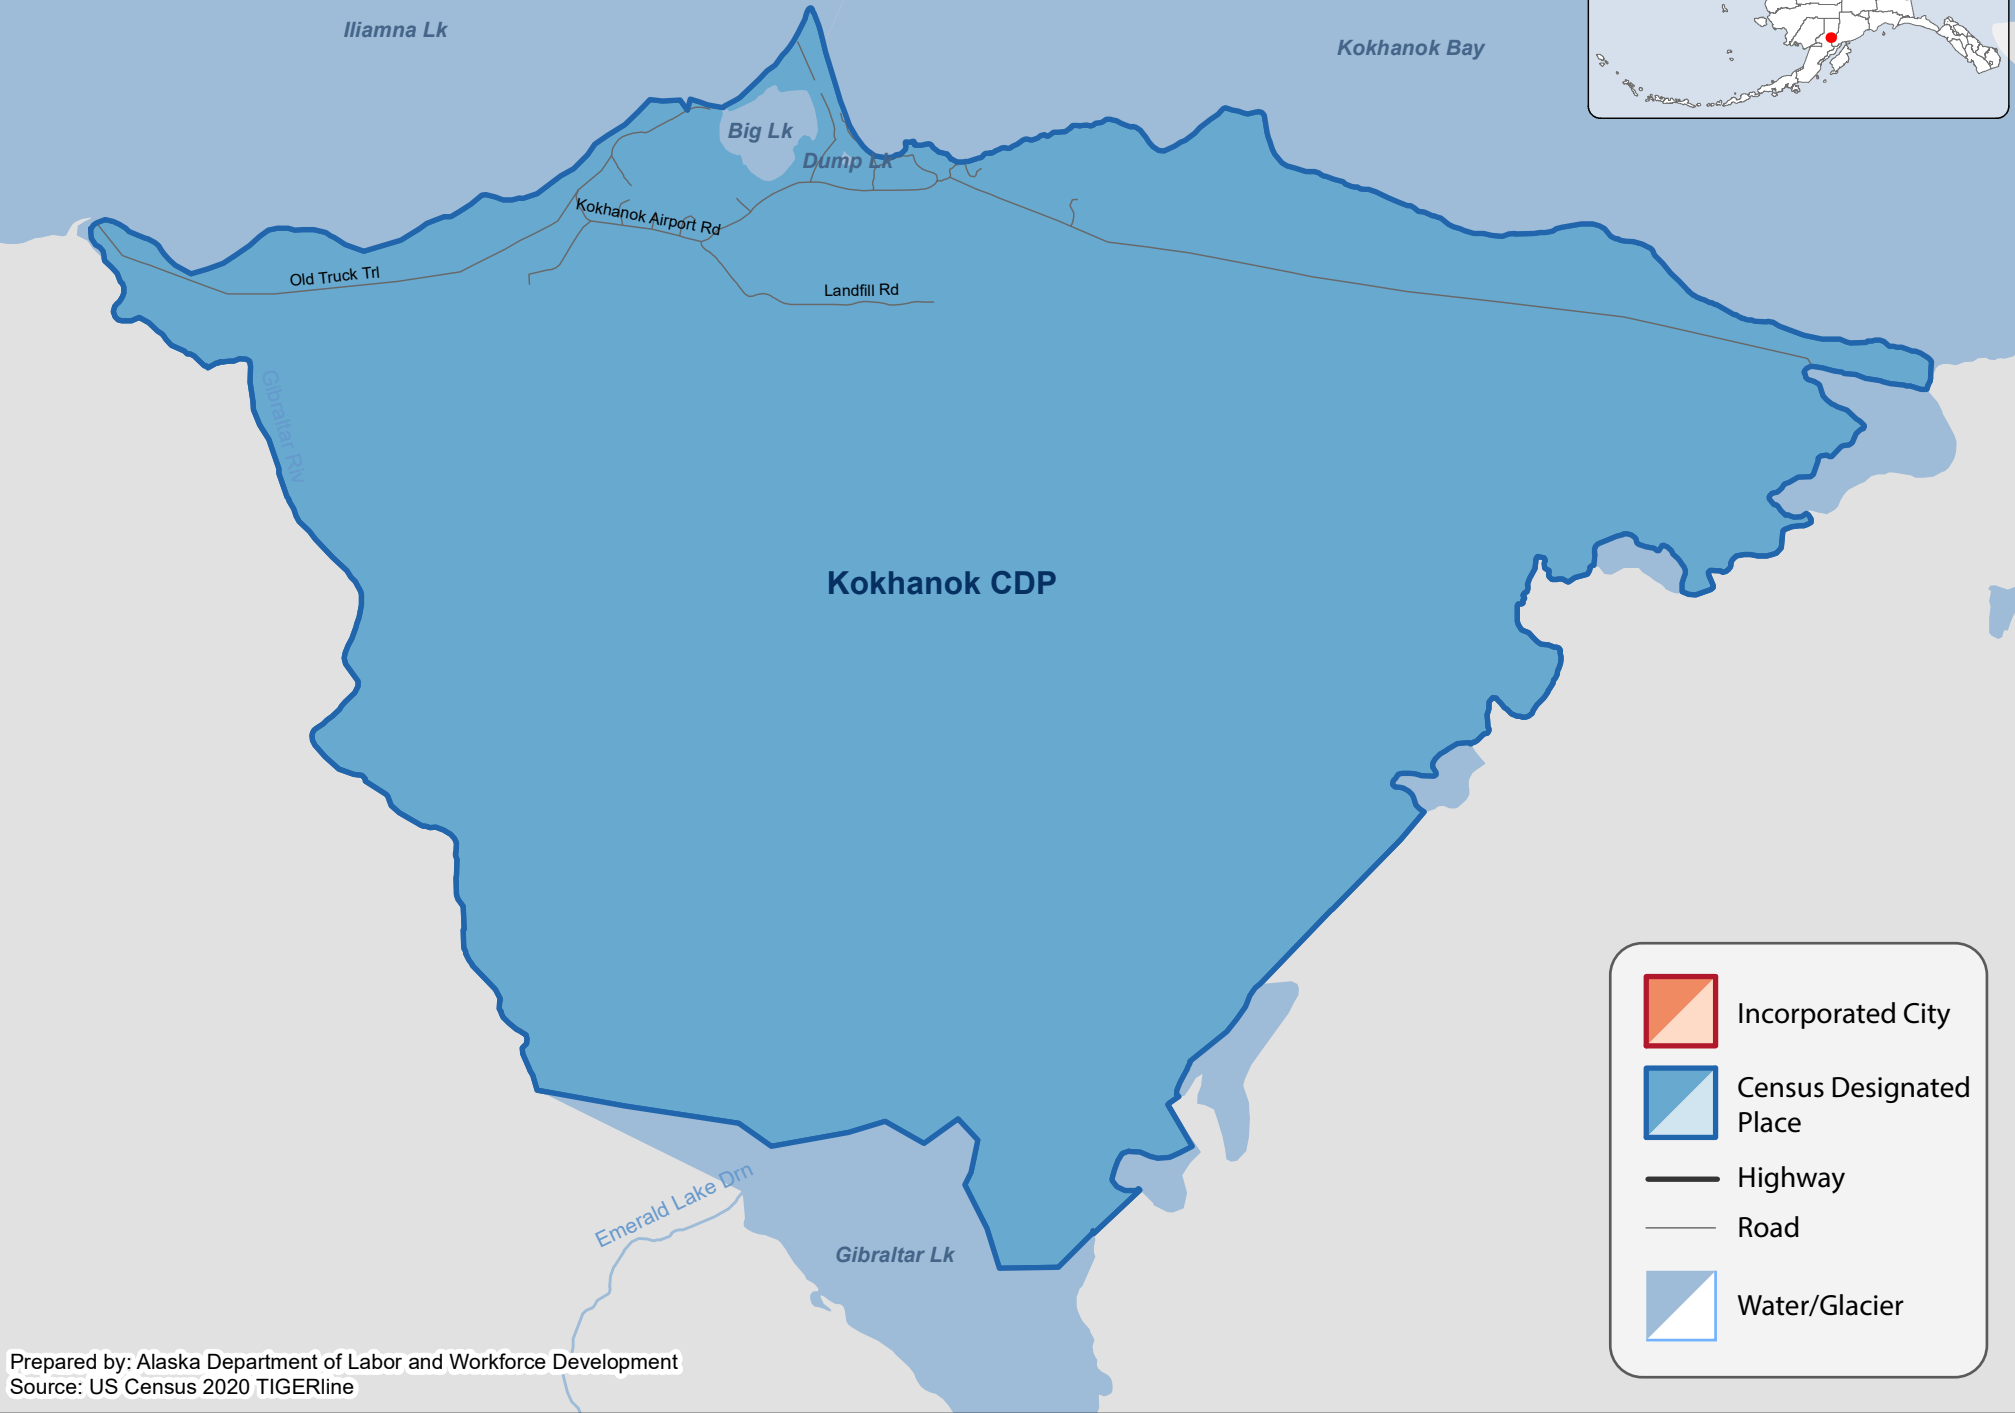 Iliamna Lk
Kokhanok Bay
Big Lk
Dump Lk
Kokhanok Airport Rd
Old Truck Trl
Landfill Rd
Gibraltar Riv
Kokhanok CDP
Incorporated City
Census Designated
Place
Highway
Road
Water/Glacier
Emerald Lake Drn
Gibraltar Lk
Prepared by: Alaska Department of Labor and Workforce Development
Source: US Census 2020 TIGERline